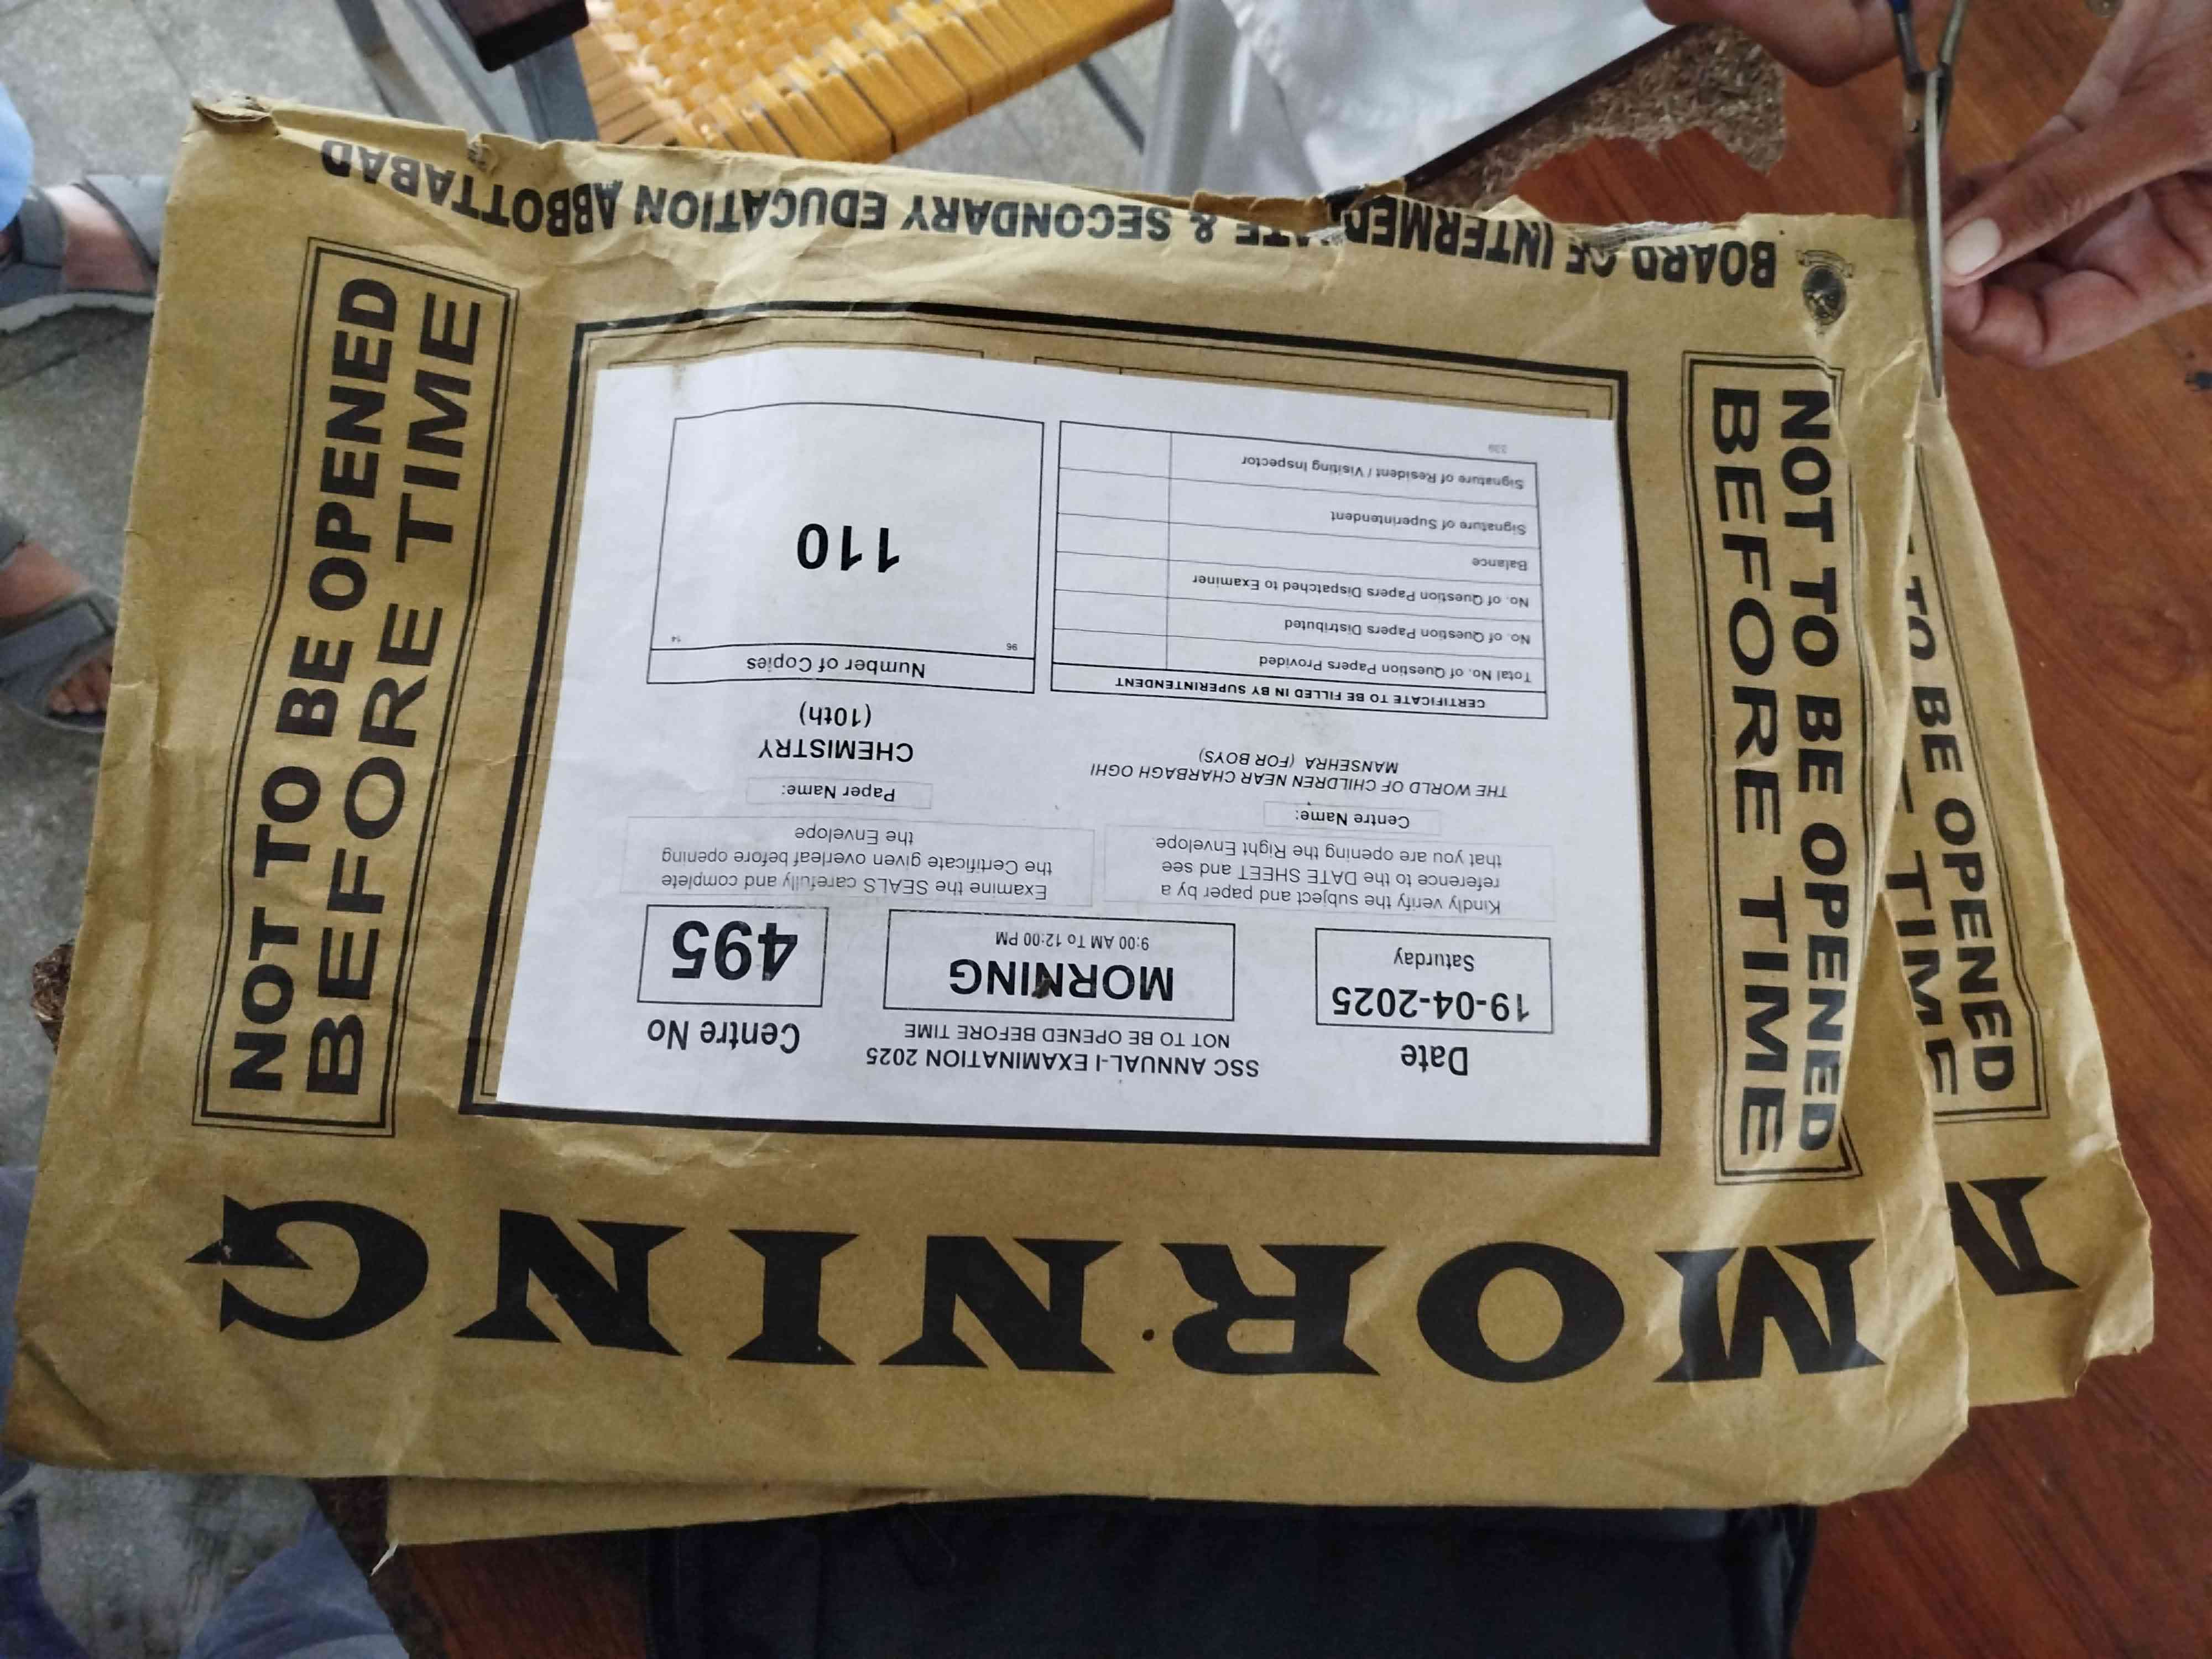 BOARD OF INTERMEDIATE & SECONDARY EDUCATION ABBOTTABAD
NOT TO BE OPENED
BEFORE TIME
MORNING
SSC ANNUAL-I EXAMINATION 2025
NOT TO BE OPENED BEFORE TIME
Date
19-04-2025
Saturday
MORNING
9:00 AM To 12:00 PM
Centre No
495
Kindly verify the subject and paper by a
reference to the DATE SHEET and see
that you are opening the Right Envelope
Examine the SEALS carefully and complete
the Certificate given overleaf before opening
the Envelope
Centre Name:
THE WORLD OF CHILDREN NEAR CHARBAGH OGHI
MANSEHRA (FOR BOYS)
Paper Name:
CHEMISTRY
(10th)
CERTIFICATE TO BE FILLED IN BY SUPERINTENDENT
Total No. of Question Papers Provided
No. of Question Papers Distributed
No. of Question Papers Dispatched to Examiner
Balance
Signature of Superintendent
Signature of Resident / Visiting Inspector
339
Number of Copies
96 14
110
NOT TO BE OPENED
BEFORE TIME
TO BE OPENED
TIME
M